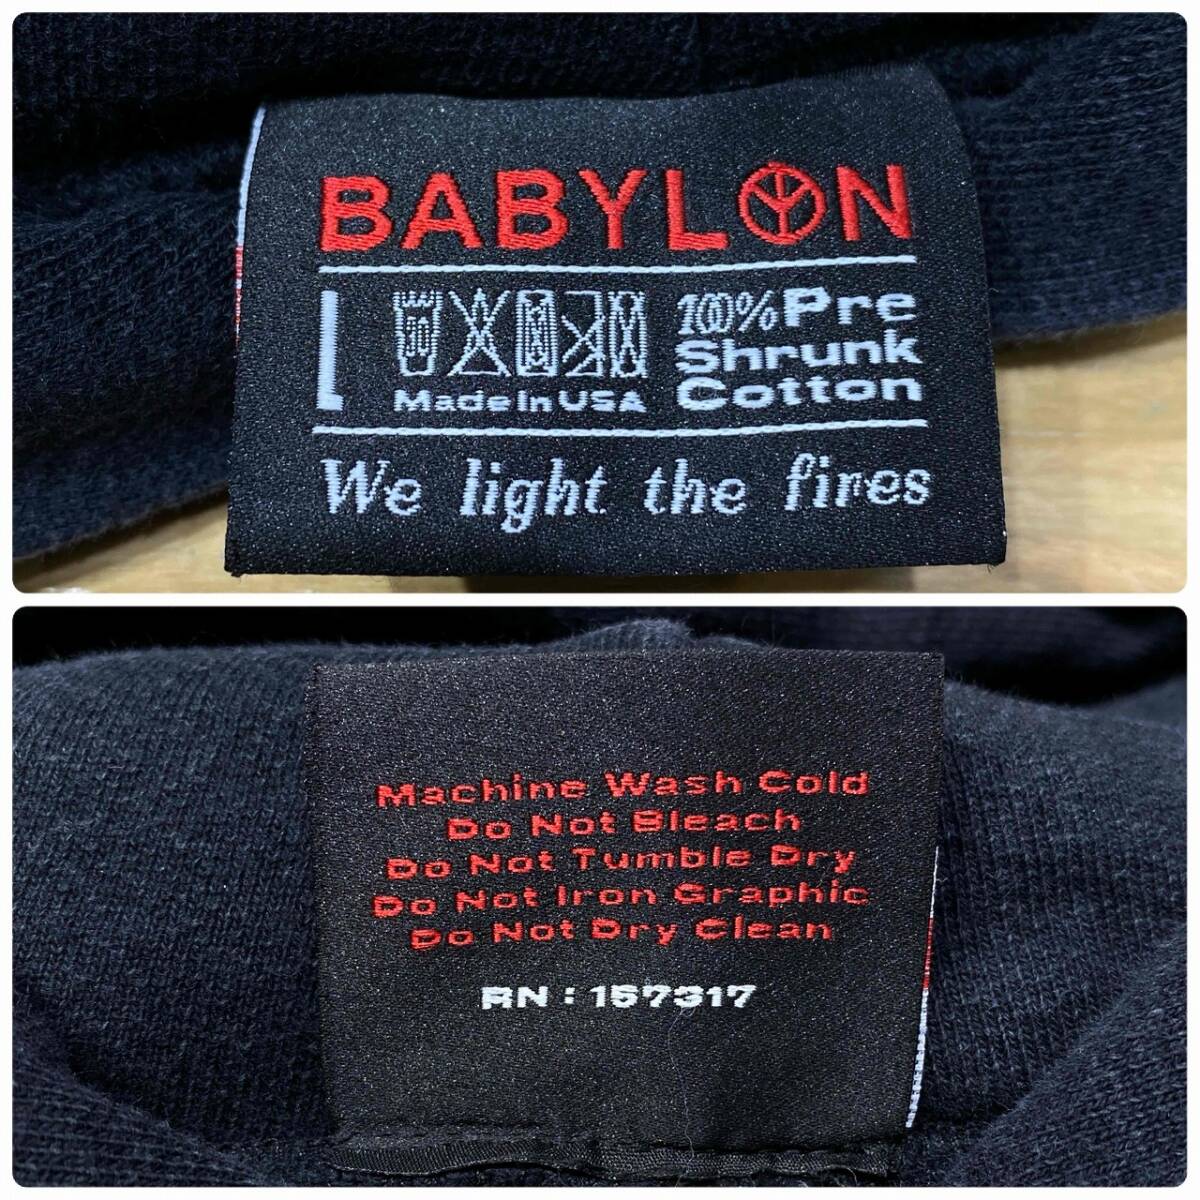 BABYLON
L
30
100% Pre
Shrunk
Cotton
Made In USA
We light the fires
Machine Wash Cold
Do Not Bleach
Do Not Tumble Dry
Do Not Iron Graphic
Do Not Dry Clean
RN : 157317